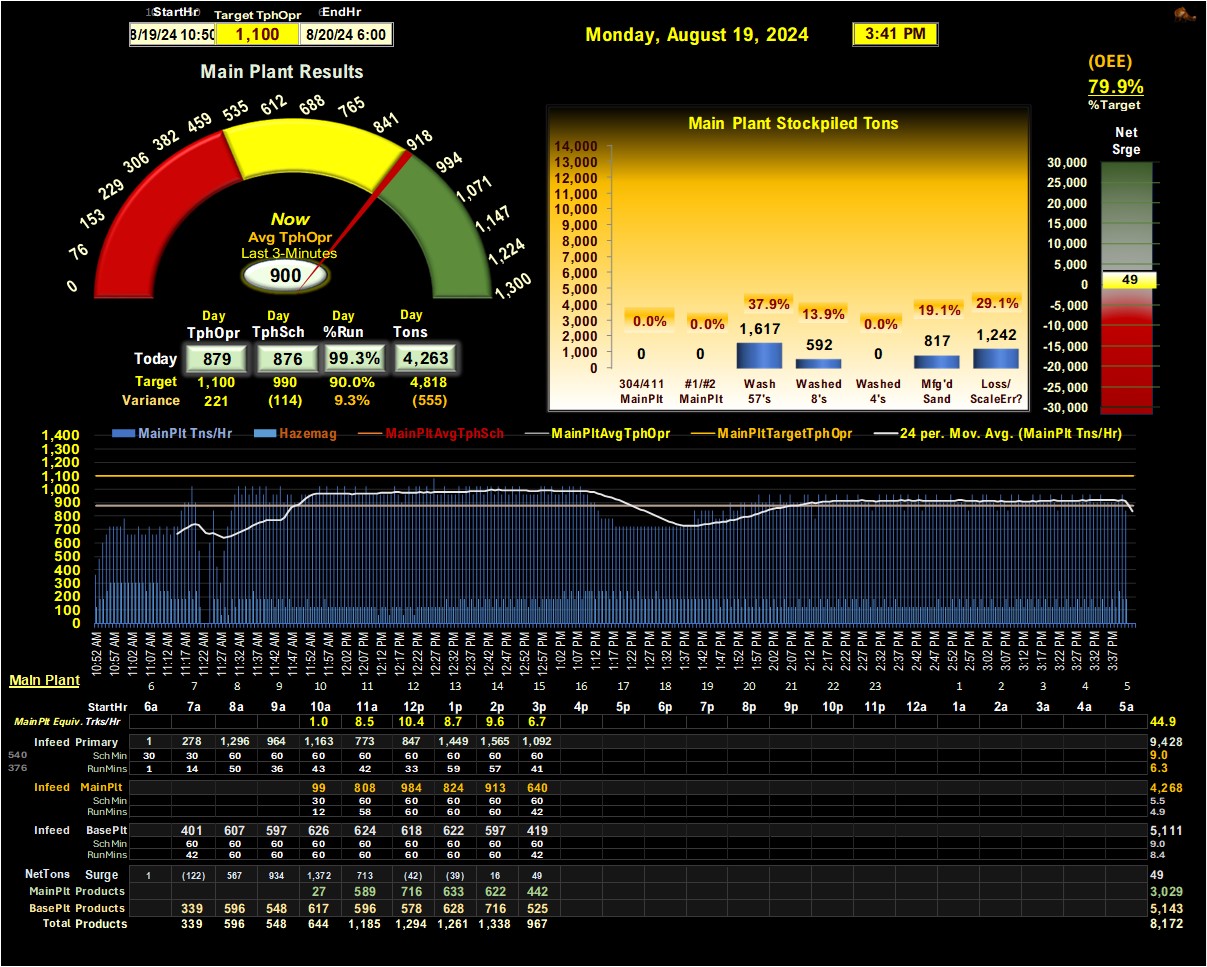 StartHr Target TphOpr EndHr
8/19/24 10:50 1,100 8/20/24 6:00
Monday, August 19, 2024 3:41 PM
(OEE)
79.9%
%Target
Main Plant Results
0 76 153 229 306 382 459 535 612 688 765 841 918 994 1,071 1,147 1,224 1,300
Now
Avg TphOpr
Last 3-Minutes
900
Day Day Day Day
TphOpr TphSch %Run Tons
Today 879 876 99.3% 4,263
Target 1,100 990 90.0% 4,818
Variance 221 (114) 9.3% (555)
Main Plant Stockpiled Tons
14,000
13,000
12,000
11,000
10,000
9,000
8,000
7,000
6,000
5,000
4,000
3,000
2,000
1,000
0
0.0% 0.0% 37.9% 13.9% 0.0% 19.1% 29.1%
0 0 1,617 592 0 817 1,242
304/411 #1/#2 Wash Washed Washed Mfg'd Loss/
MainPlt MainPlt 57's 8's 4's Sand ScaleErr?
Net
Srge
30,000
25,000
20,000
15,000
10,000
5,000
0
-5,000
-10,000
-15,000
-20,000
-25,000
-30,000
49
MainPlt Tns/Hr Hazemag MainPltAvgTphSch MainPltAvgTphOpr MainPltTargetTphOpr 24 per. Mov. Avg. (MainPlt Tns/Hr)
1,400
1,300
1,200
1,100
1,000
900
800
700
600
500
400
300
200
100
0
10:52 AM 10:57 AM 11:02 AM 11:07 AM 11:12 AM 11:17 AM 11:22 AM 11:27 AM 11:32 AM 11:37 AM 11:42 AM 11:47 AM 11:52 AM 11:57 AM 12:02 PM 12:07 PM 12:12 PM 12:17 PM 12:22 PM 12:27 PM 12:32 PM 12:37 PM 12:42 PM 12:47 PM 12:52 PM 12:57 PM 1:02 PM 1:07 PM 1:12 PM 1:17 PM 1:22 PM 1:27 PM 1:32 PM 1:37 PM 1:42 PM 1:47 PM 1:52 PM 1:57 PM 2:02 PM 2:07 PM 2:12 PM 2:17 PM 2:22 PM 2:27 PM 2:32 PM 2:37 PM 2:42 PM 2:47 PM 2:52 PM 2:57 PM 3:02 PM 3:07 PM 3:12 PM 3:17 PM 3:22 PM 3:27 PM 3:32 PM 3:37 PM
Main Plant
6 7 8 9 10 11 12 13 14 15 16 17 18 19 20 21 22 23 1 2 3 4 5
StartHr 6a 7a 8a 9a 10a 11a 12p 1p 2p 3p 4p 5p 6p 7p 8p 9p 10p 11p 12a 1a 2a 3a 4a 5a
MainPlt Equiv. Trks/Hr 1.0 8.5 10.4 8.7 9.6 6.7 44.9
Infeed Primary 1 278 1,296 964 1,163 773 847 1,449 1,565 1,092 9,428
540 SchMin 30 30 60 60 60 60 60 60 60 60 9.0
376 RunMins 1 14 50 36 43 42 33 59 57 41 6.3
Infeed MainPlt 99 808 984 824 913 640 4,268
SchMin 30 60 60 60 60 60 5.5
RunMins 12 58 60 60 60 42 4.9
Infeed BasePlt 401 607 597 626 624 618 622 597 419 5,111
SchMin 60 60 60 60 60 60 60 60 60 9.0
RunMins 42 60 60 60 60 60 60 60 42 8.4
NetTons Surge 1 (122) 567 934 1,372 713 (42) (39) 16 49 49
MainPlt Products 27 589 716 633 622 442 3,029
BasePlt Products 339 596 548 617 596 578 628 716 525 5,143
Total Products 339 596 548 644 1,185 1,294 1,261 1,338 967 8,172